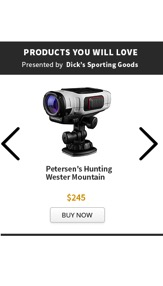 PRODUCTS YOU WILL LOVE
Presented by Dick's Sporting Goods
Petersen's Hunting
Wester Mountain
$245
BUY NOW